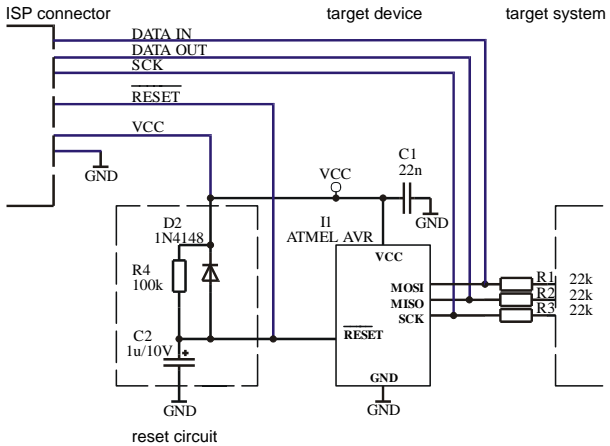 ISP connector
target device
target system
DATA IN
DATA OUT
SCK
RESET
VCC
GND
VCC
C1
22n
GND
D2
1N4148
I1
ATMEL AVR
VCC
R4
100k
MOSI
MISO
SCK
R1
22k
R2
22k
R3
22k
RESET
C2
1u/10V
+
GND
GND
GND
reset circuit